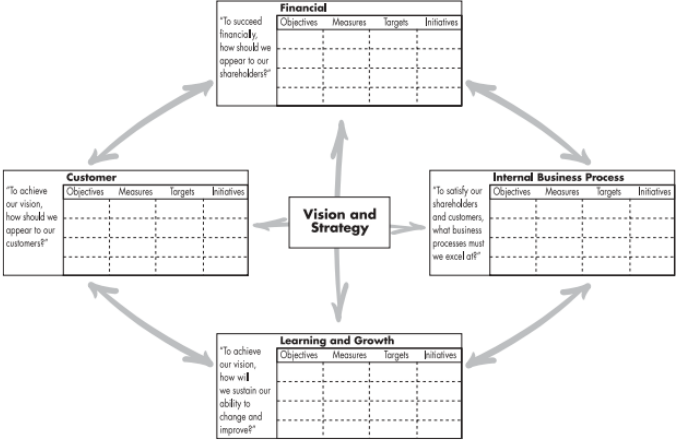 Financial
Objectives Measures Targets Initiatives
“To succeed
financially,
how should we
appear to our
shareholders?”
Customer
Objectives Measures Targets Initiatives
“To achieve
our vision,
how should we
appear to our
customers?”
Vision and
Strategy
Internal Business Process
Objectives Measures Targets Initiatives
“To satisfy our
shareholders
and customers,
what business
processes must
we excel at?”
Learning and Growth
Objectives Measures Targets Initiatives
“To achieve
our vision,
how will
we sustain our
ability to
change and
improve?”